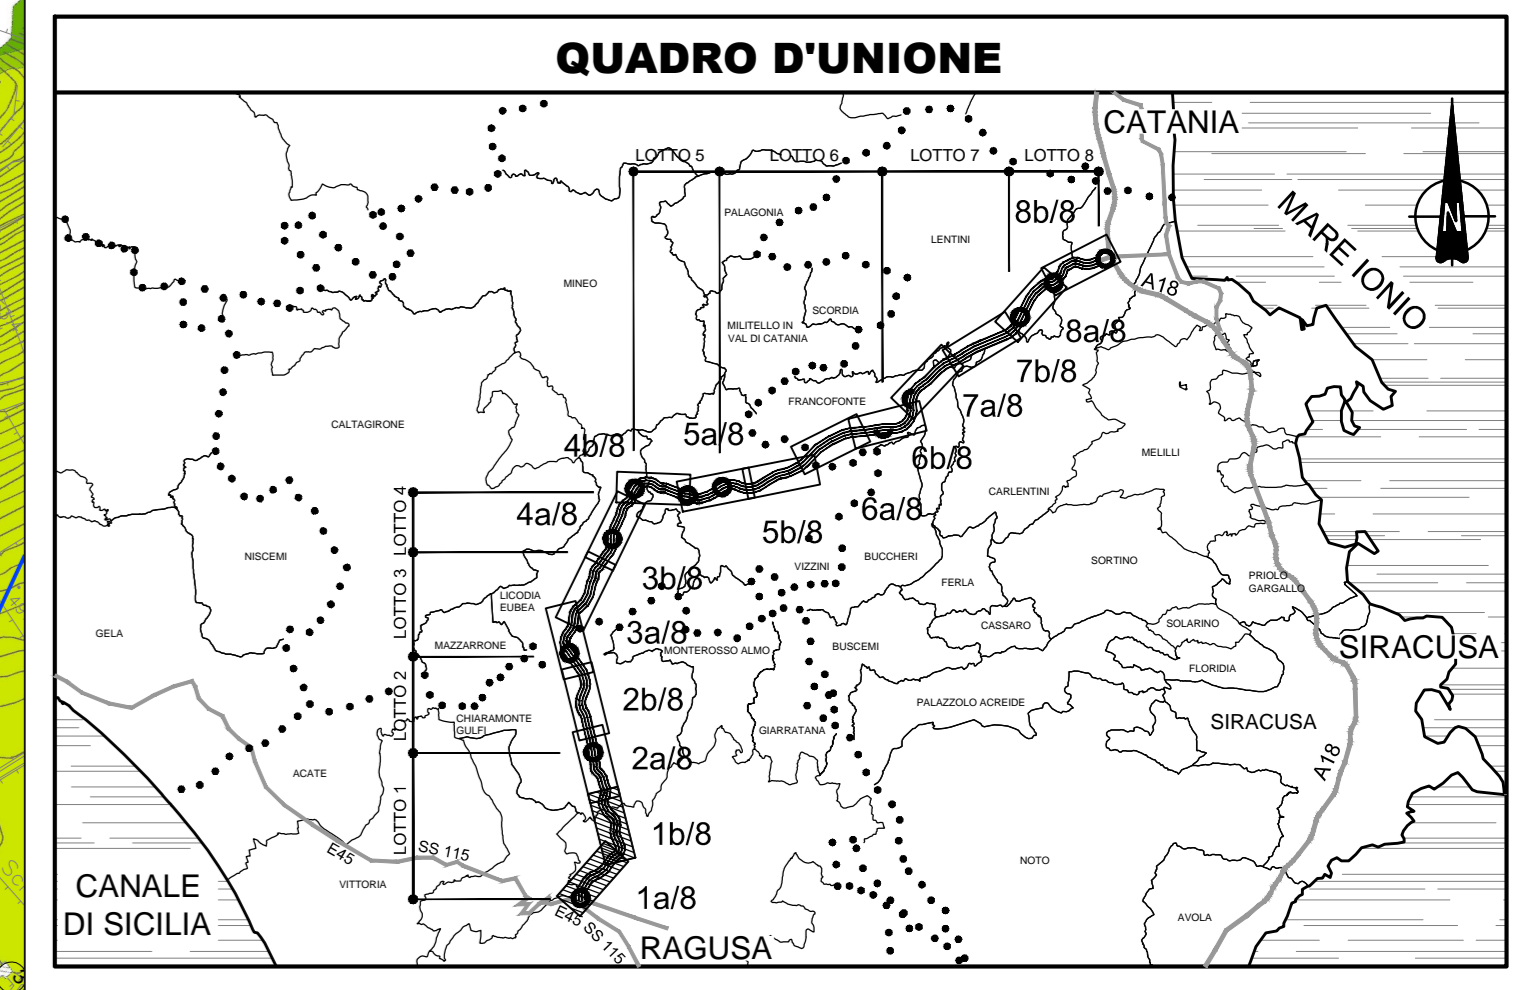 QUADRO D'UNIONE
CATANIA
LOTTO 5
LOTTO 6
LOTTO 7
LOTTO 8
PALAGONIA
8b/8
MARE IONIO
N
LENTINI
MINEO
A18
SCORDIA
MILITELLO IN
VAL DI CATANIA
8a/8
7b/8
FRANCOFONTE
7a/8
CALTAGIRONE
4b/8
5a/8
6b/8
MELILLI
CARLENTINI
LOTTO 4
4a/8
6a/8
5b/8
NISCEMI
BUCCHERI
VIZZINI
SORTINO
FERLA
PRIOLO
GARGALLO
3b/8
LOTTO 3
LICODIA
EUBEA
GELA
3a/8
CASSARO
SOLARINO
MAZZARRONE
MONTEROSSO ALMO
BUSCEMI
SIRACUSA
FLORIDIA
LOTTO 2
2b/8
PALAZZOLO ACREIDE
CHIARAMONTE
GULFI
GIARRATANA
SIRACUSA
2a/8
ACATE
A18
LOTTO 1
1b/8
E45
SS 115
NOTO
VITTORIA
CANALE
DI SICILIA
1a/8
E45 SS 115
AVOLA
RAGUSA